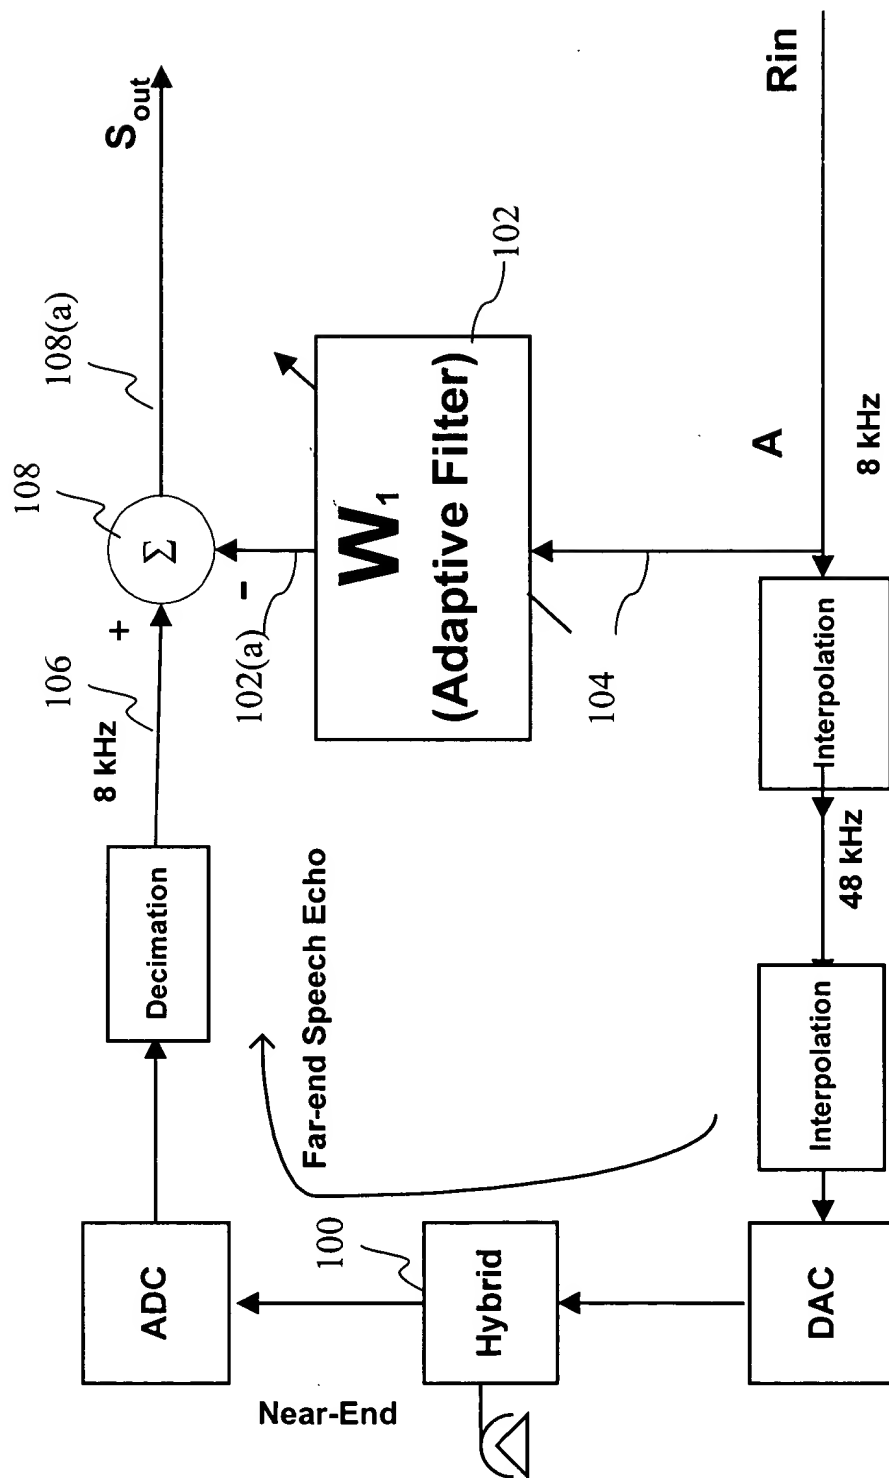 108
108(a)
106
8 kHz
+
S_out
ADC
Decimation
Σ
-
102(a)
Near-End
Far-end Speech Echo
100
W₁
(Adaptive Filter)
Hybrid
102
104
A
Rin
DAC
Interpolation
Interpolation
48 kHz
8 kHz